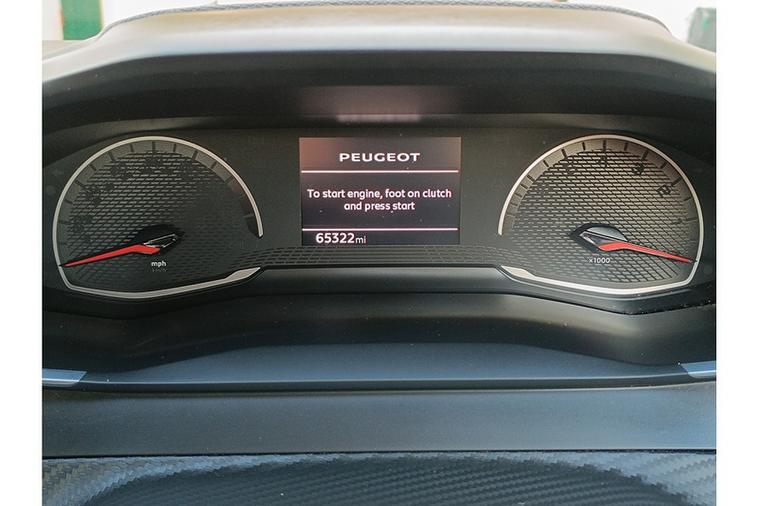 PEUGEOT
To start engine, foot on clutch
and press start
65322mi
mph
x1000